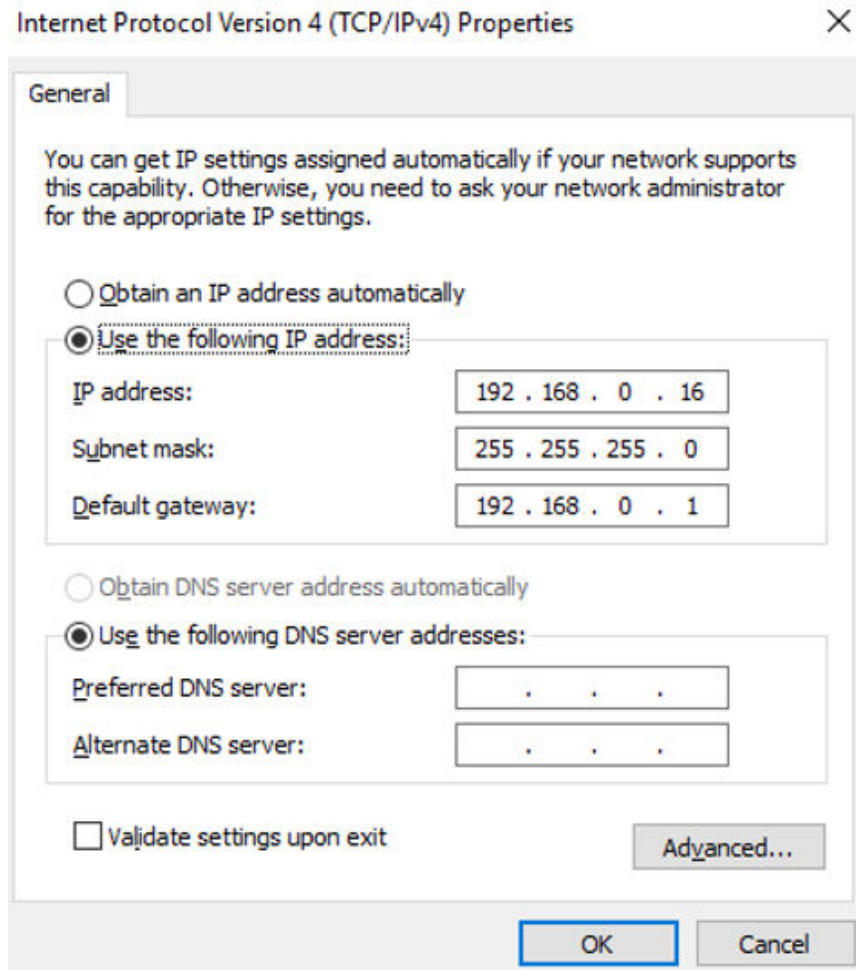 Internet Protocol Version 4 (TCP/IPv4) Properties
General
You can get IP settings assigned automatically if your network supports
this capability. Otherwise, you need to ask your network administrator
for the appropriate IP settings.
Obtain an IP address automatically
Use the following IP address:
IP address: 192 . 168 . 0 . 16
Subnet mask: 255 . 255 . 255 . 0
Default gateway: 192 . 168 . 0 . 1
Obtain DNS server address automatically
Use the following DNS server addresses:
Preferred DNS server: . . .
Alternate DNS server: . . .
Validate settings upon exit
Advanced...
OK Cancel